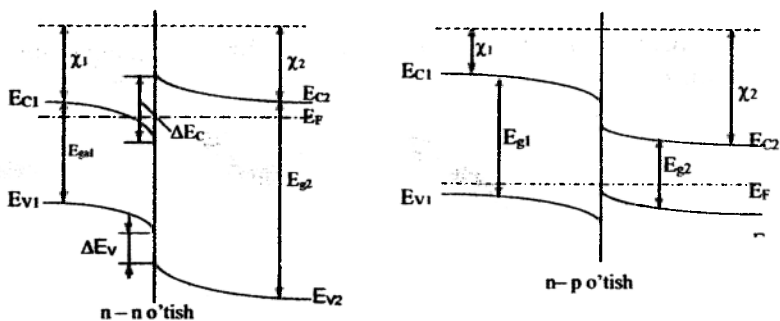 χ1
χ2
EC1
EC2
EF
ΔEC
Eg2
EV1
ΔEV
EV2
n – n o'tish
χ1
EC1
χ2
EC2
Eg1
Eg2
EF
EV1
n– p o'tish